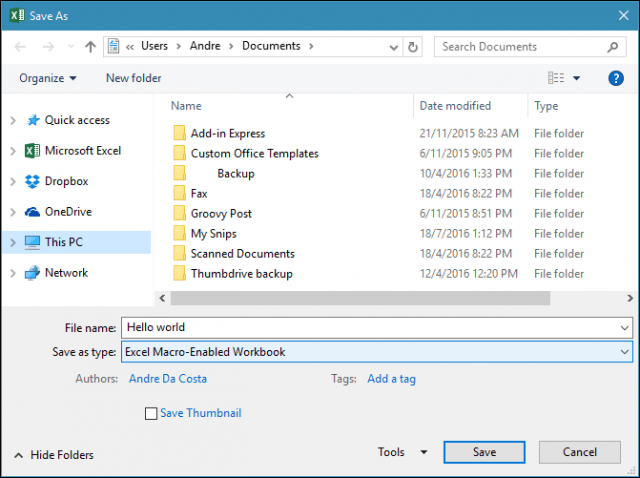 Save As
« Users > Andre > Documents >
Search Documents
Organize
New folder
Name Date modified Type
Quick access
Microsoft Excel
Dropbox
OneDrive
This PC
Network
Add-in Express 21/11/2015 8:23 AM File folder
Custom Office Templates 6/11/2015 9:05 PM File folder
Backup 10/4/2016 1:33 PM File folder
Fax 18/4/2016 8:22 PM File folder
Groovy Post 6/11/2015 8:51 PM File folder
My Snips 18/7/2016 1:12 PM File folder
Scanned Documents 18/4/2016 8:22 PM File folder
Thumbdrive backup 12/4/2016 12:20 PM File folder
File name: Hello world
Save as type: Excel Macro-Enabled Workbook
Authors: Andre Da Costa
Tags: Add a tag
Save Thumbnail
Hide Folders
Tools
Save
Cancel